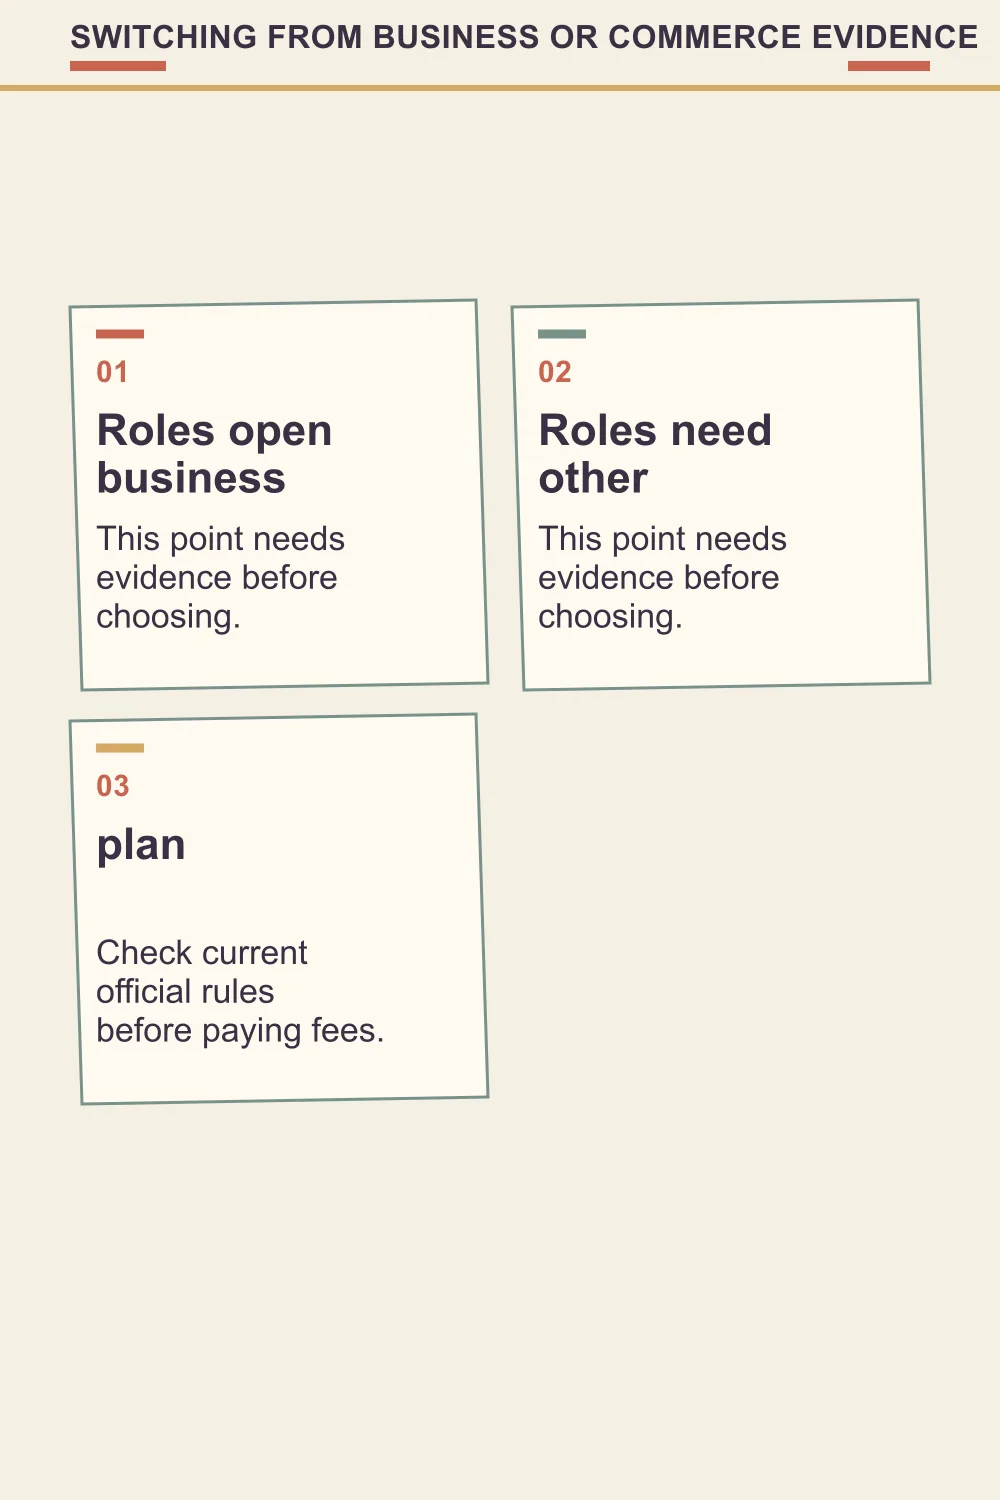 SWITCHING FROM BUSINESS OR COMMERCE EVIDENCE
01
Roles open
business
This point needs
evidence before
choosing.
02
Roles need
other
This point needs
evidence before
choosing.
03
plan
Check current
official rules
before paying fees.